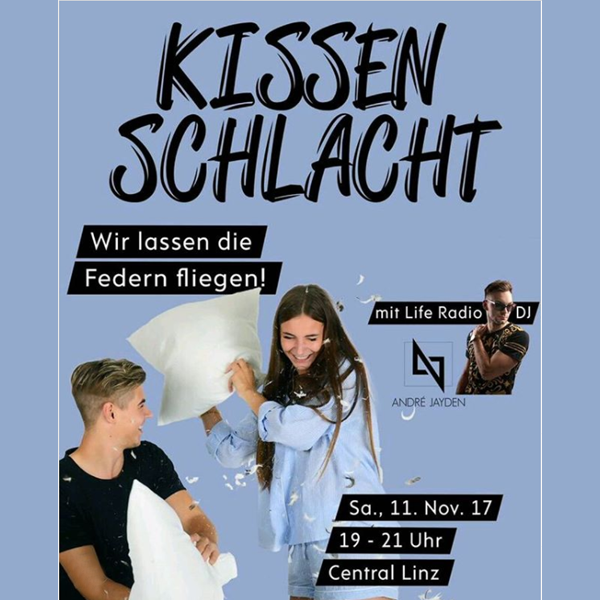 KISSEN
SCHLACHT
Wir lassen die
Federn fliegen!
mit Life Radio DJ
ANDRÉ JAYDEN
Sa., 11. Nov. 17
19 - 21 Uhr
Central Linz